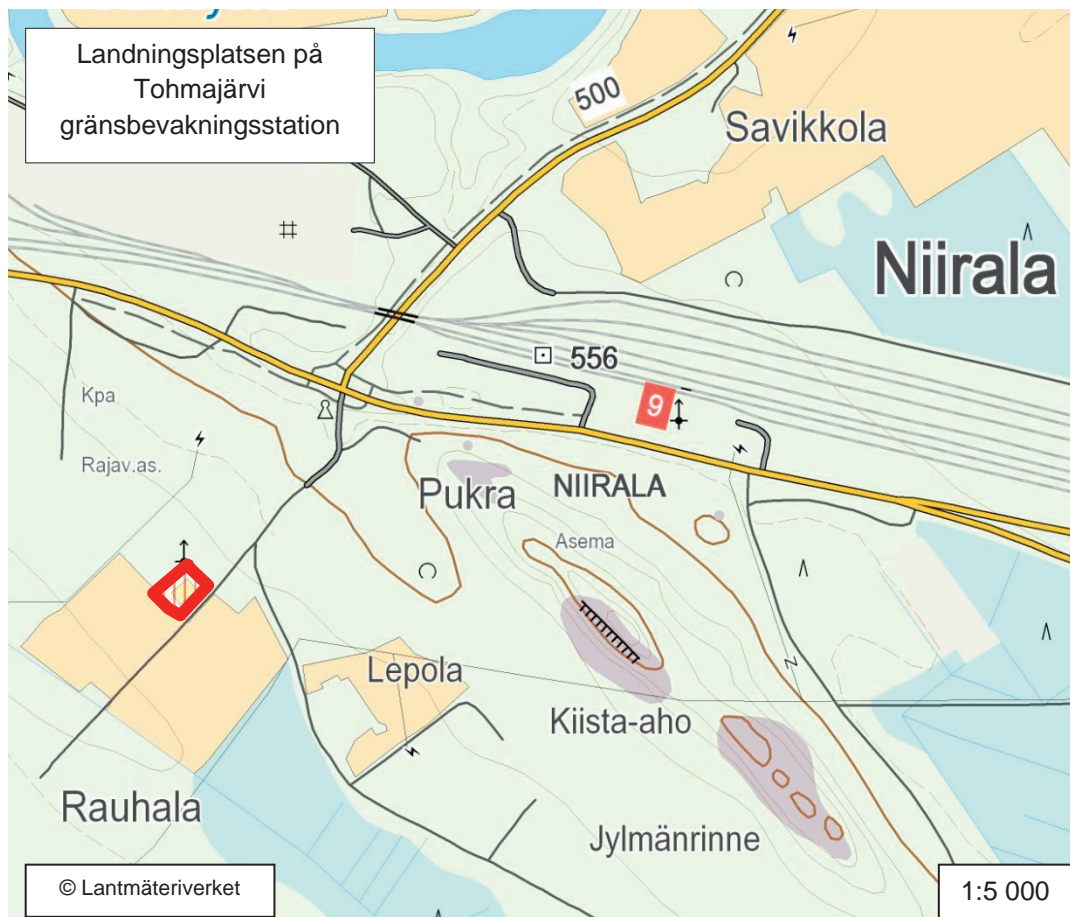 Landningsplatsen på
Tohmajärvi
gränsbevakningsstation
500
Savikkola
Niirala
556
9
Kpa
Rajav.as.
Pukra
NIIRALA
Asema
Lepola
Kiista-aho
Rauhala
Jylmänrinne
© Lantmäteriverket
1:5 000